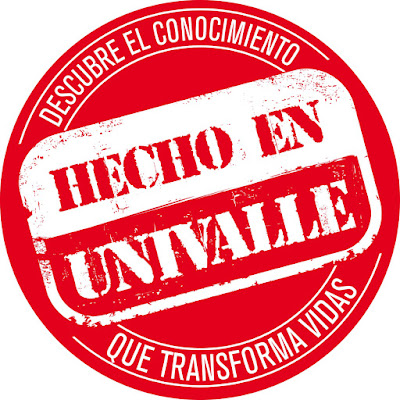 DESCUBRE EL CONOCIMIENTO
HECHO EN
UNIVALLE
QUE TRANSFORMA VIDAS